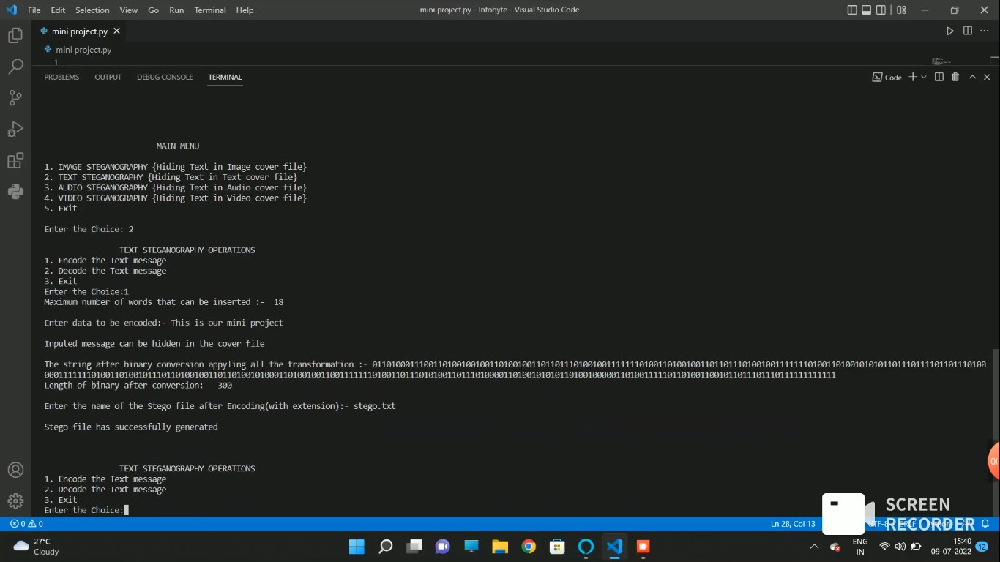 File Edit Selection View Go Run Terminal Help mini project.py - Infobyte - Visual Studio Code
mini project.py
mini project.py
1
PROBLEMS OUTPUT DEBUG CONSOLE TERMINAL Code
MAIN MENU
1. IMAGE STEGANOGRAPHY {Hiding Text in Image cover file}
2. TEXT STEGANOGRAPHY {Hiding Text in Text cover file}
3. AUDIO STEGANOGRAPHY {Hiding Text in Audio cover file}
4. VIDEO STEGANOGRAPHY {Hiding Text in Video cover file}
5. Exit
Enter the Choice: 2
TEXT STEGANOGRAPHY OPERATIONS
1. Encode the Text message
2. Decode the Text message
3. Exit
Enter the Choice:1
Maximum number of words that can be inserted :- 18
Enter data to be encoded:- This is our mini project
Inputed message can be hidden in the cover file
The string after binary conversion appyling all the transformation :-
Length of binary after conversion:- 300
Enter the name of the Stego file after Encoding(with extension):- stego.txt
Stego file has successfully generated
TEXT STEGANOGRAPHY OPERATIONS
1. Encode the Text message
2. Decode the Text message
3. Exit
Enter the Choice:
SCREEN
RECORDER
0 0 Ln 28, Col 13
27°C
Cloudy
ENG
IN
15:40
09-07-2022
12